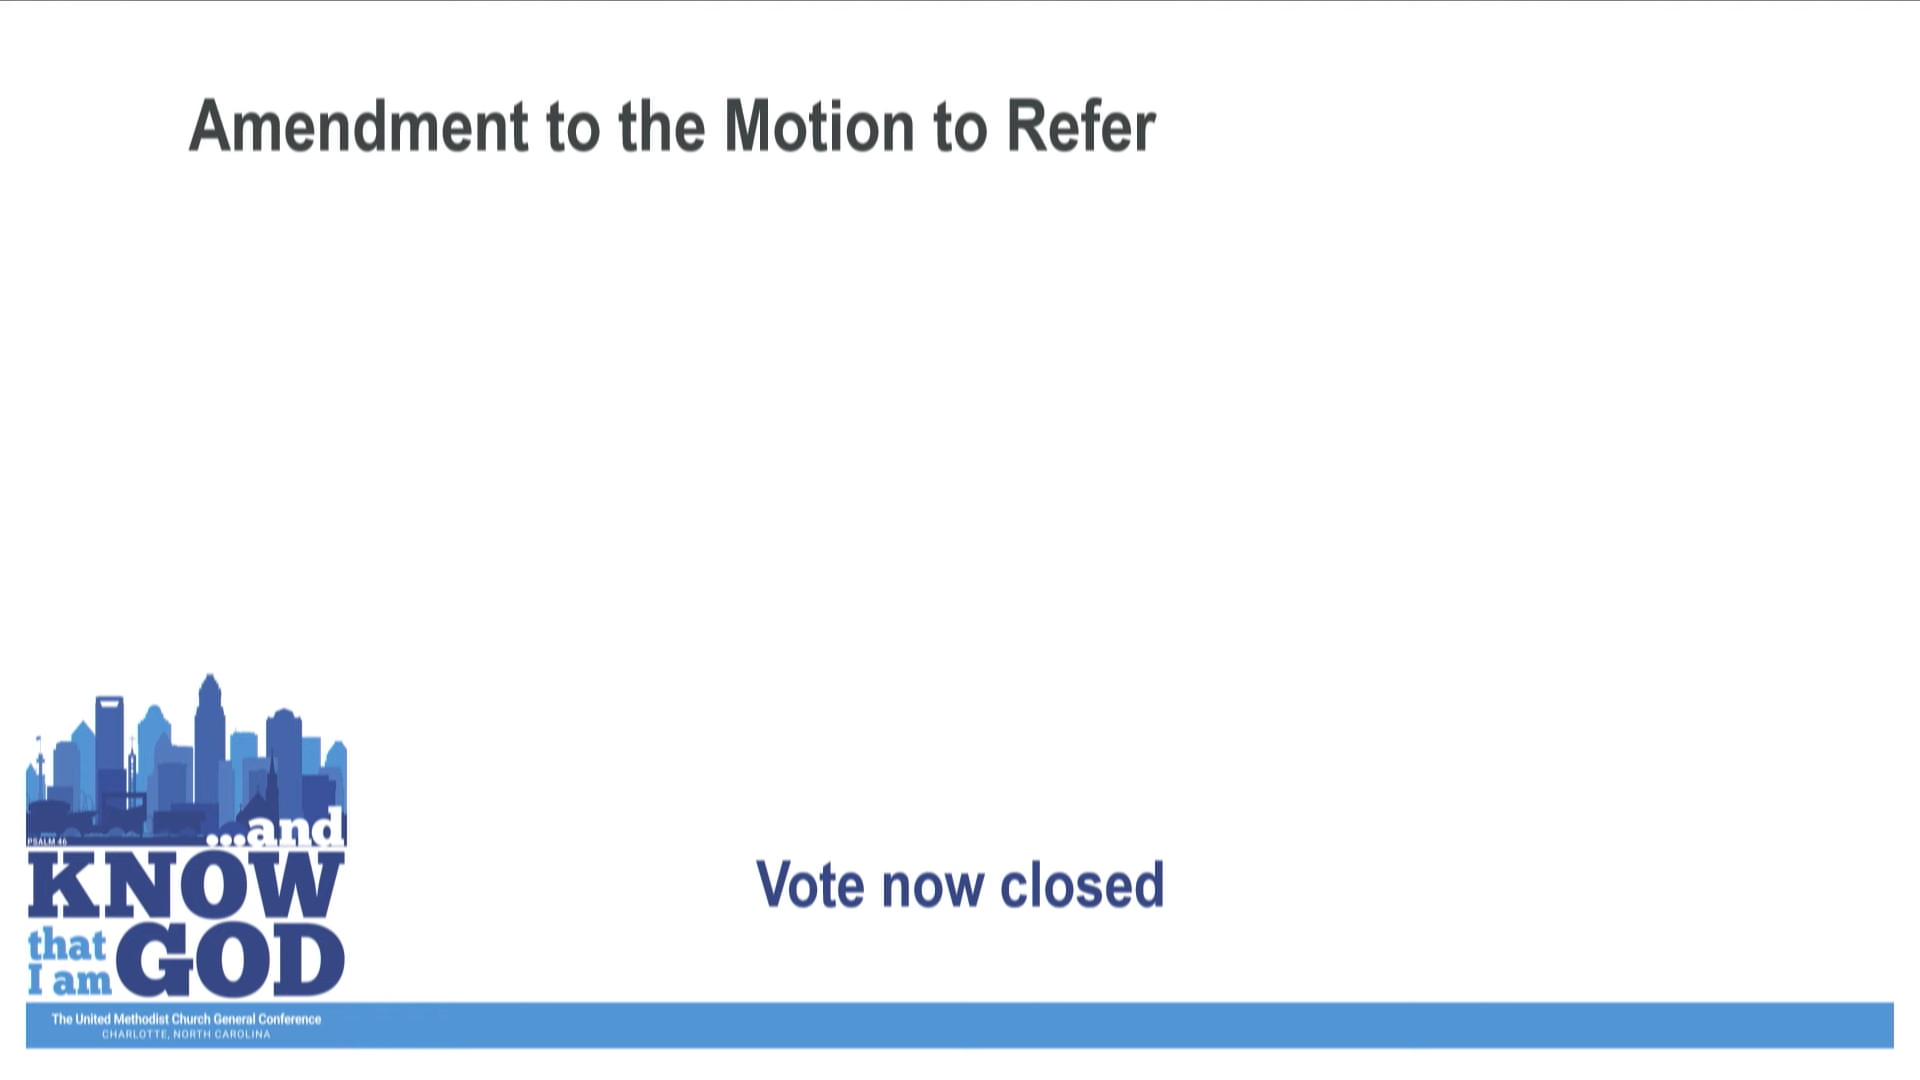 Amendment to the Motion to Refer
PSALM 46
...and
KNOW
that
I am
GOD
The United Methodist Church General Conference
CHARLOTTE, NORTH CAROLINA
Vote now closed